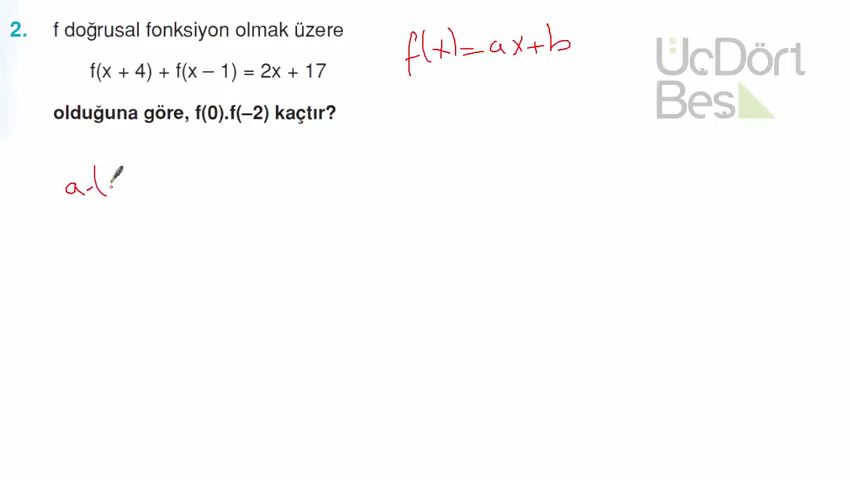 2. f doğrusal fonksiyon olmak üzere
f(x)=ax+b
f(x + 4) + f(x – 1) = 2x + 17
olduğuna göre, f(0).f(–2) kaçtır?
ÜçDört
Beş
a.(